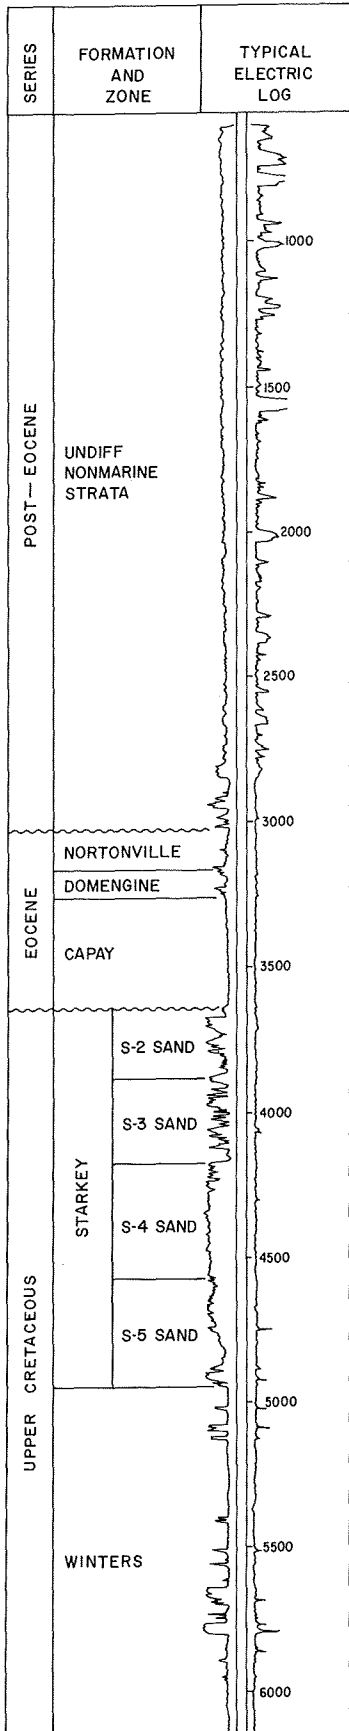 SERIES
FORMATION
AND
ZONE
TYPICAL
ELECTRIC
LOG
POST—EOCENE
UNDIFF
NONMARINE
STRATA
1000
1500
2000
2500
3000
EOCENE
NORTONVILLE
DOMENGINE
CAPAY
3500
UPPER CRETACEOUS
STARKEY
S-2 SAND
S-3 SAND
4000
S-4 SAND
4500
S-5 SAND
5000
WINTERS
5500
6000